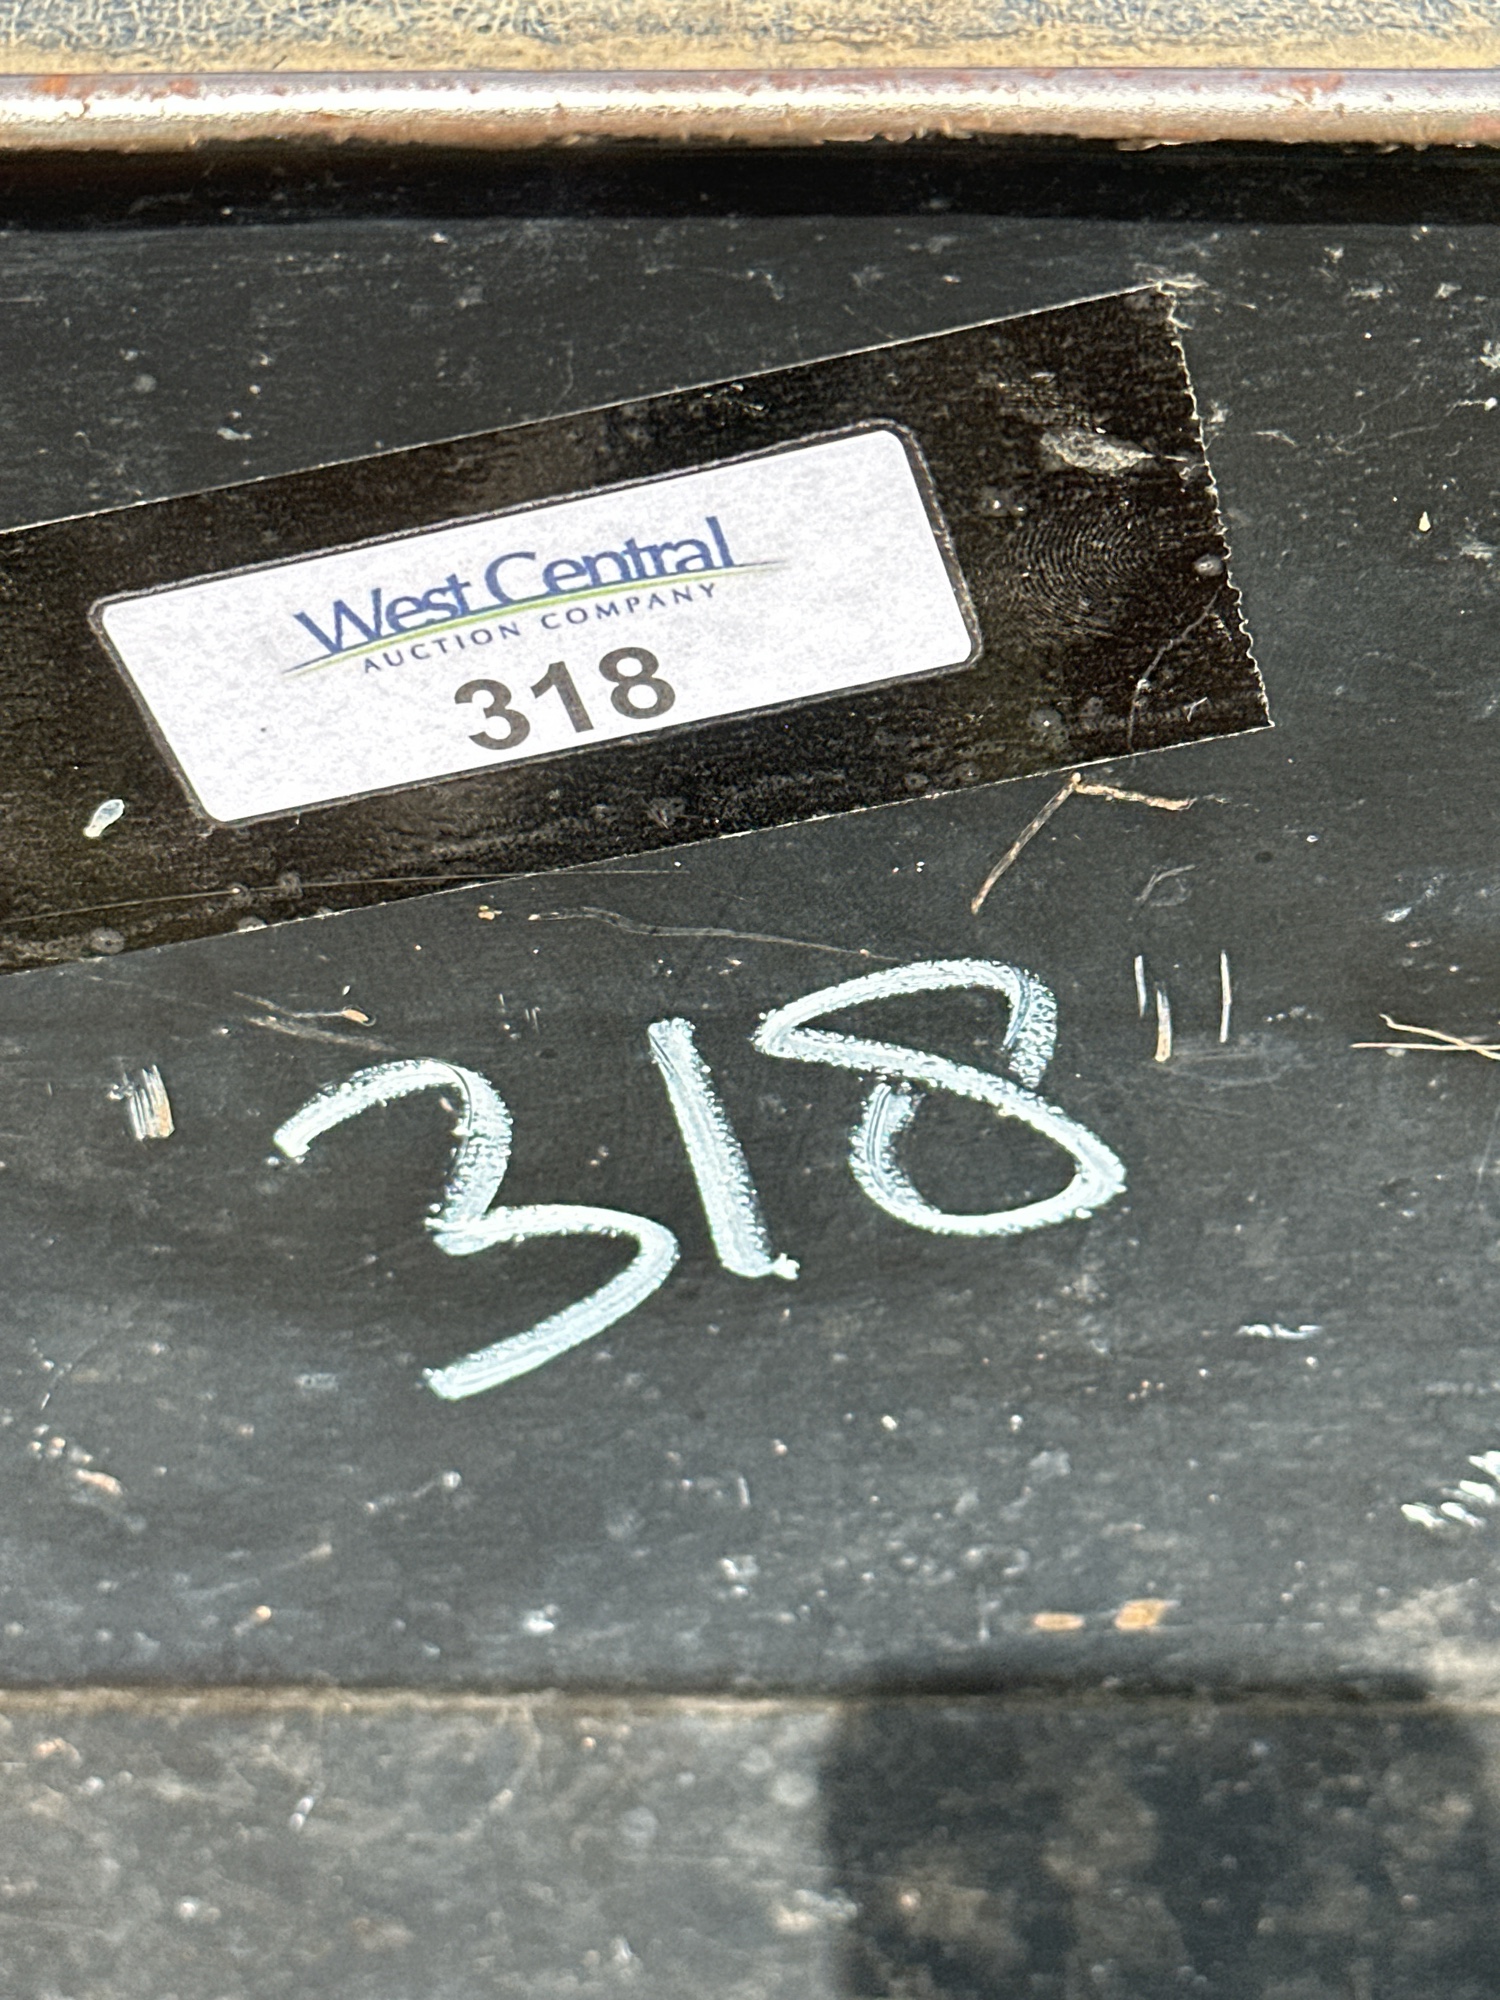 West Central
AUCTION COMPANY
318
318